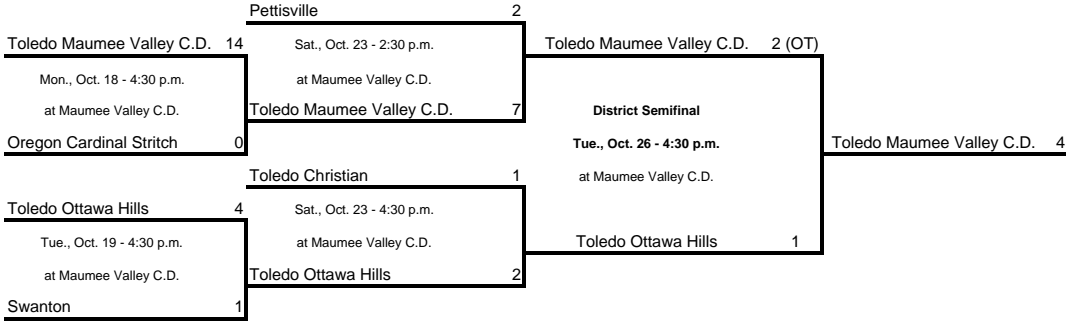 Pettisville 2
Toledo Maumee Valley C.D. 14
Sat., Oct. 23 - 2:30 p.m.
Toledo Maumee Valley C.D. 2 (OT)
Mon., Oct. 18 - 4:30 p.m.
at Maumee Valley C.D.
at Maumee Valley C.D.
Toledo Maumee Valley C.D. 7
District Semifinal
Oregon Cardinal Stritch 0
Tue., Oct. 26 - 4:30 p.m.
Toledo Maumee Valley C.D. 4
Toledo Christian 1
at Maumee Valley C.D.
Toledo Ottawa Hills 4
Sat., Oct. 23 - 4:30 p.m.
Tue., Oct. 19 - 4:30 p.m.
at Maumee Valley C.D.
Toledo Ottawa Hills 1
at Maumee Valley C.D.
Toledo Ottawa Hills 2
Swanton 1